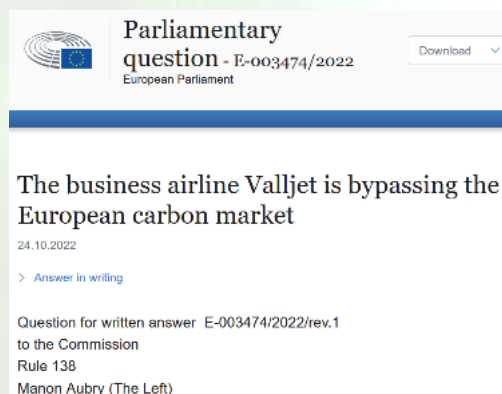 Parliamentary
question - E-003474/2022
European Parliament
Download
The business airline Valljet is bypassing the
European carbon market
24.10.2022
> Answer in writing
Question for written answer E-003474/2022/rev.1
to the Commission
Rule 138
Manon Aubry (The Left)